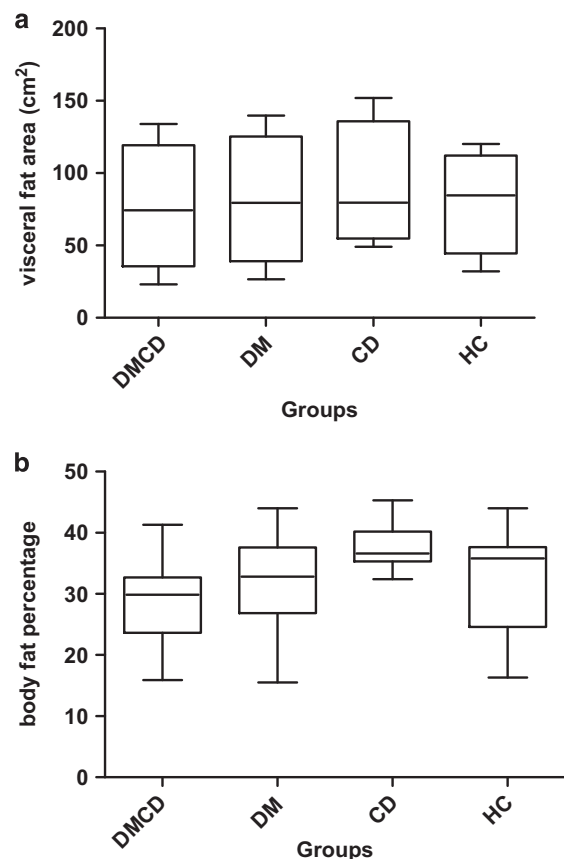 a
visceral fat area (cm²)
200
150
100
50
0
DMCD
DM
CD
HC
Groups
b
body fat percentage
50
40
30
20
10
0
DMCD
DM
CD
HC
Groups